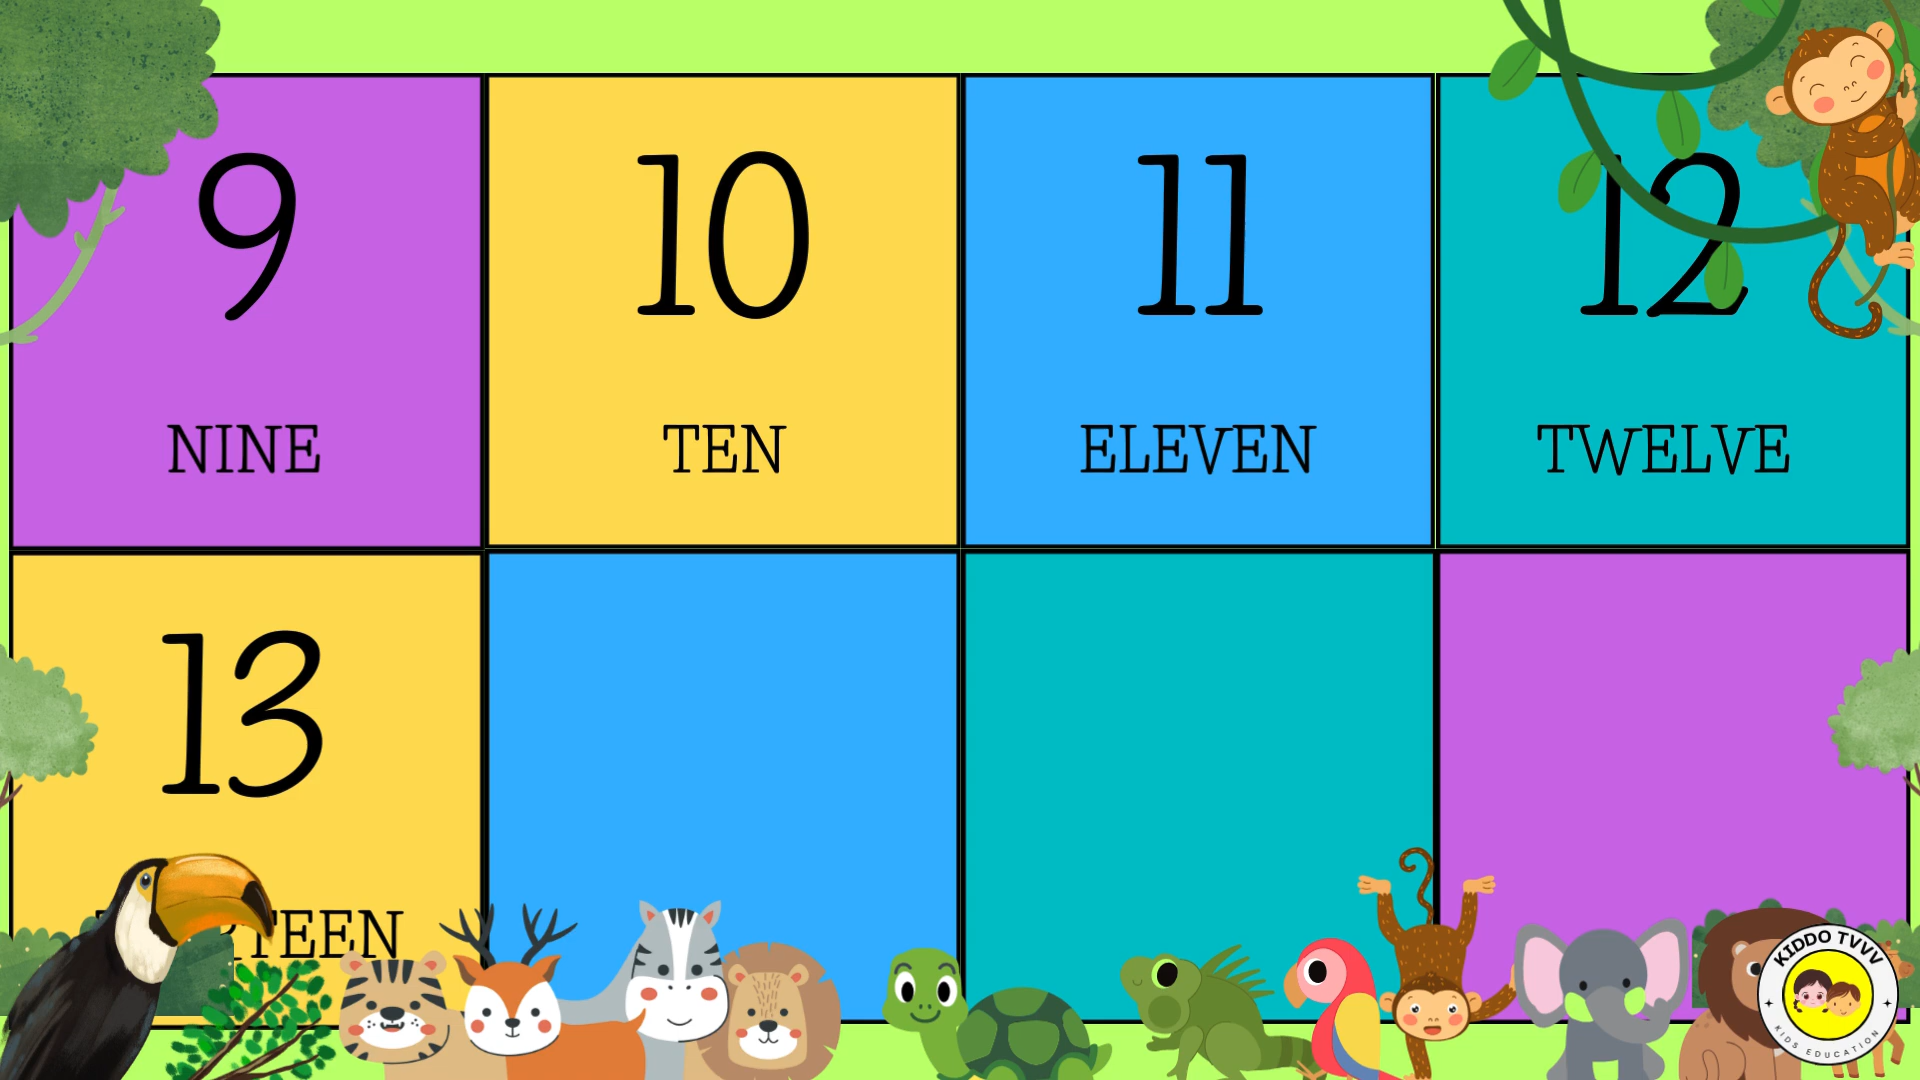 9
10
11
12
NINE
TEN
ELEVEN
TWELVE
13
KIDDO TVVV
KIDS EDUCATION